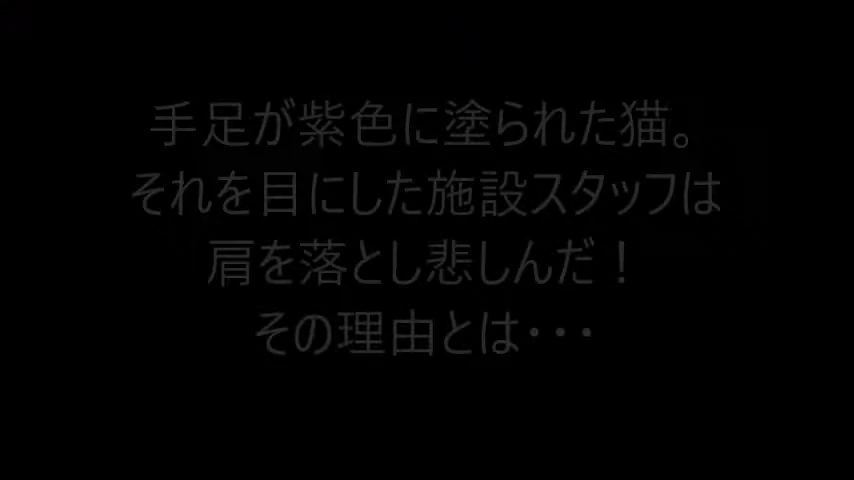 手足が紫色に塗られた猫。
それを目にした施設スタッフは
肩を落とし悲しんだ！
その理由とは・・・